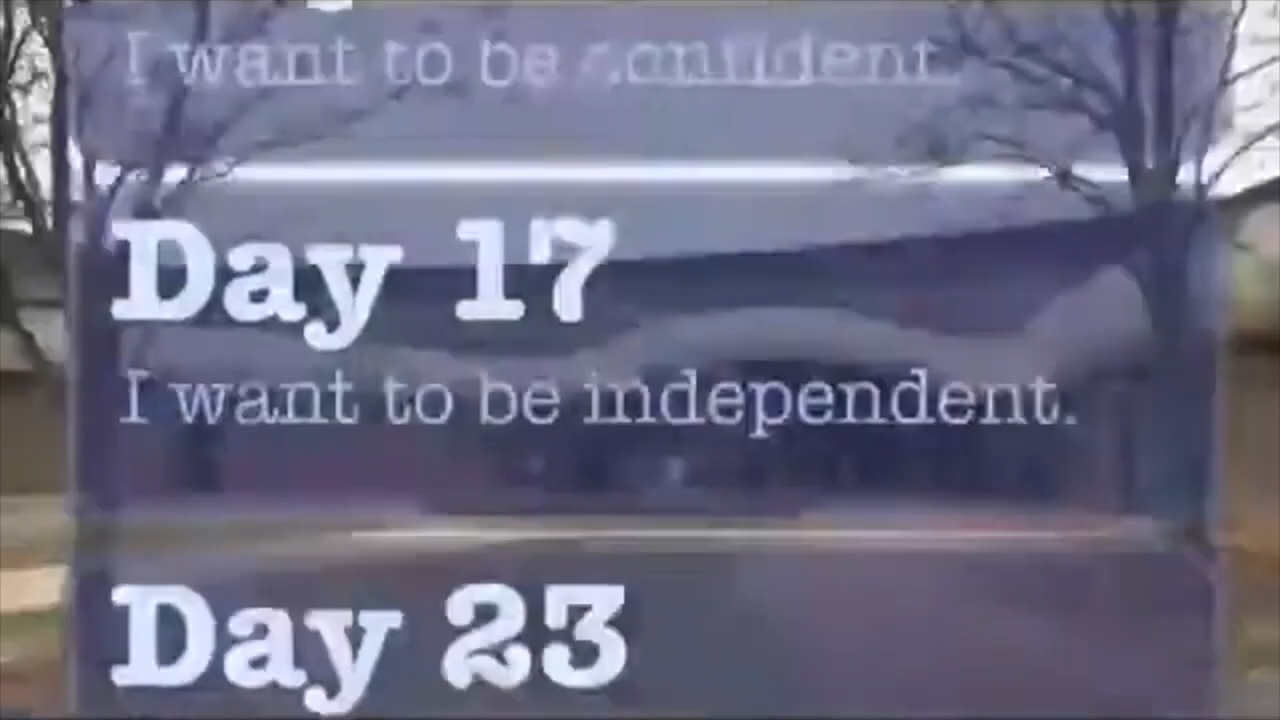 I want to be confident.
Day 17
I want to be independent.
Day 23